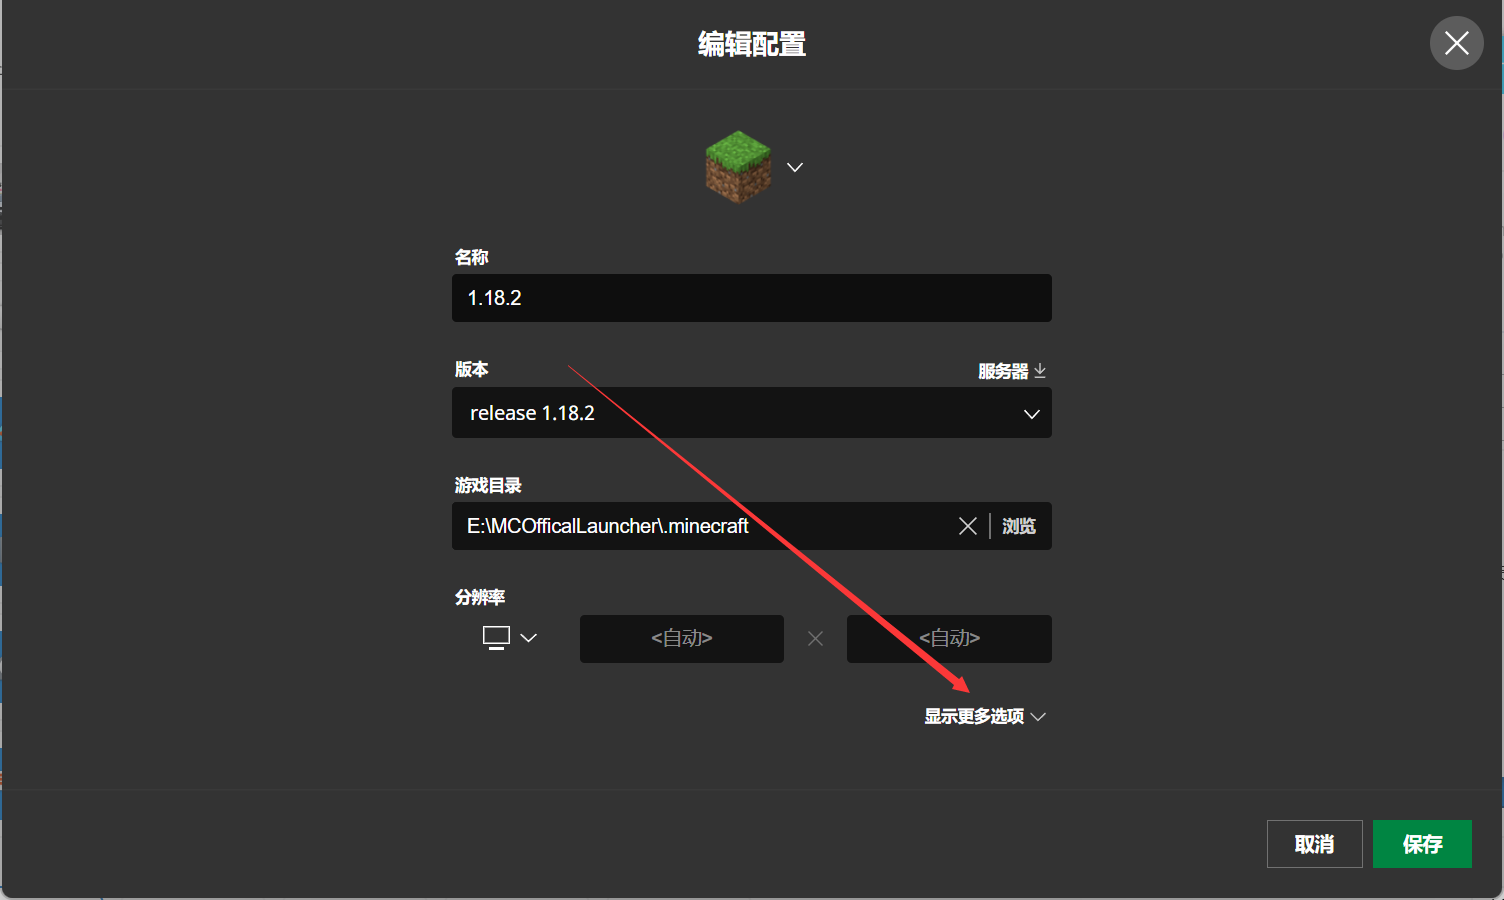 编辑配置
名称
1.18.2
版本
服务器
release 1.18.2
游戏目录
E:\MCOfficalLauncher\.minecraft
浏览
分辨率
<自动>
<自动>
显示更多选项
取消
保存